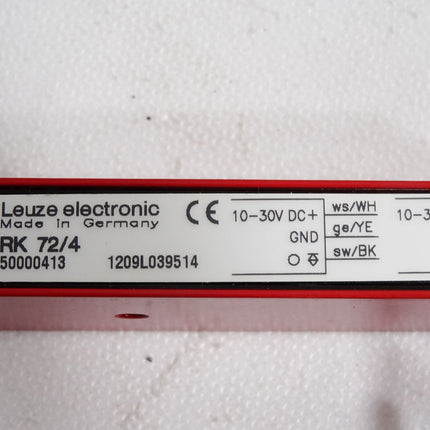 Leuze electronic
Made in Germany
RK 72/4
50000413 1209L039514
CE
10-30V DC+ ws/WH
GND ge/YE
sw/BK
10-3